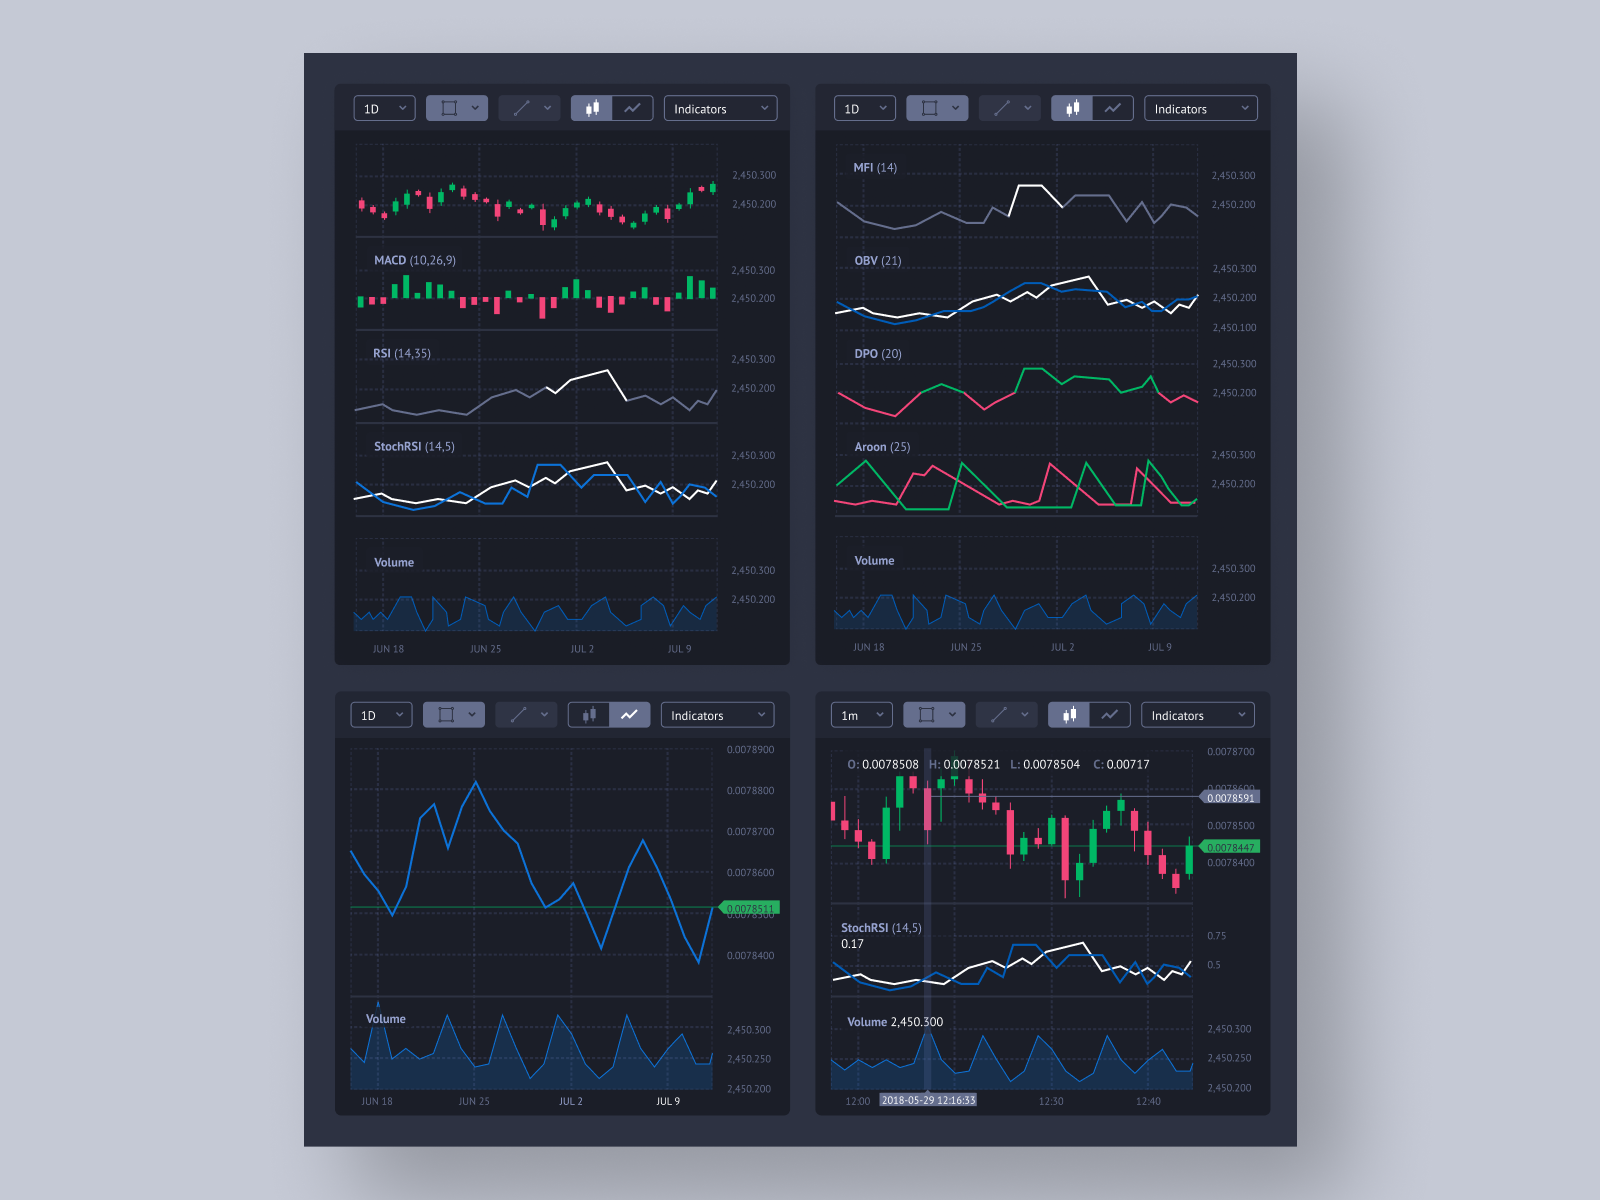 1D Indicators
2,450.300
2,450.200
MACD (10,26,9)
2,450.300
2,450.200
RSI (14,35)
2,450.300
2,450.200
StochRSI (14,5)
2,450.300
2,450.200
Volume
2,450.300
2,450.200
JUN 18 JUN 25 JUL 2 JUL 9
1D Indicators
MFI (14)
2,450.300
2,450.200
OBV (21)
2,450.300
2,450.200
2,450.100
DPO (20)
2,450.300
2,450.200
Aroon (25)
2,450.300
2,450.200
Volume
2,450.300
2,450.200
JUN 18 JUN 25 JUL 2 JUL 9
1D Indicators
0.0078900
0.0078800
0.0078700
0.0078600
0.0078511
0.0078500
0.0078400
Volume
2,450.300
2,450.250
2,450.200
JUN 18 JUN 25 JUL 2 JUL 9
1m Indicators
0.0078700
O: 0.0078508 H: 0.0078521 L: 0.0078504 C: 0.00717
0.0078600
0.0078591
0.0078500
0.0078447
0.0078400
StochRSI (14,5)
0.17
0.75
0.5
Volume 2,450.300
2,450.300
2,450.250
2,450.200
12:00 2018-05-29 12:16:33 12:30 12:40